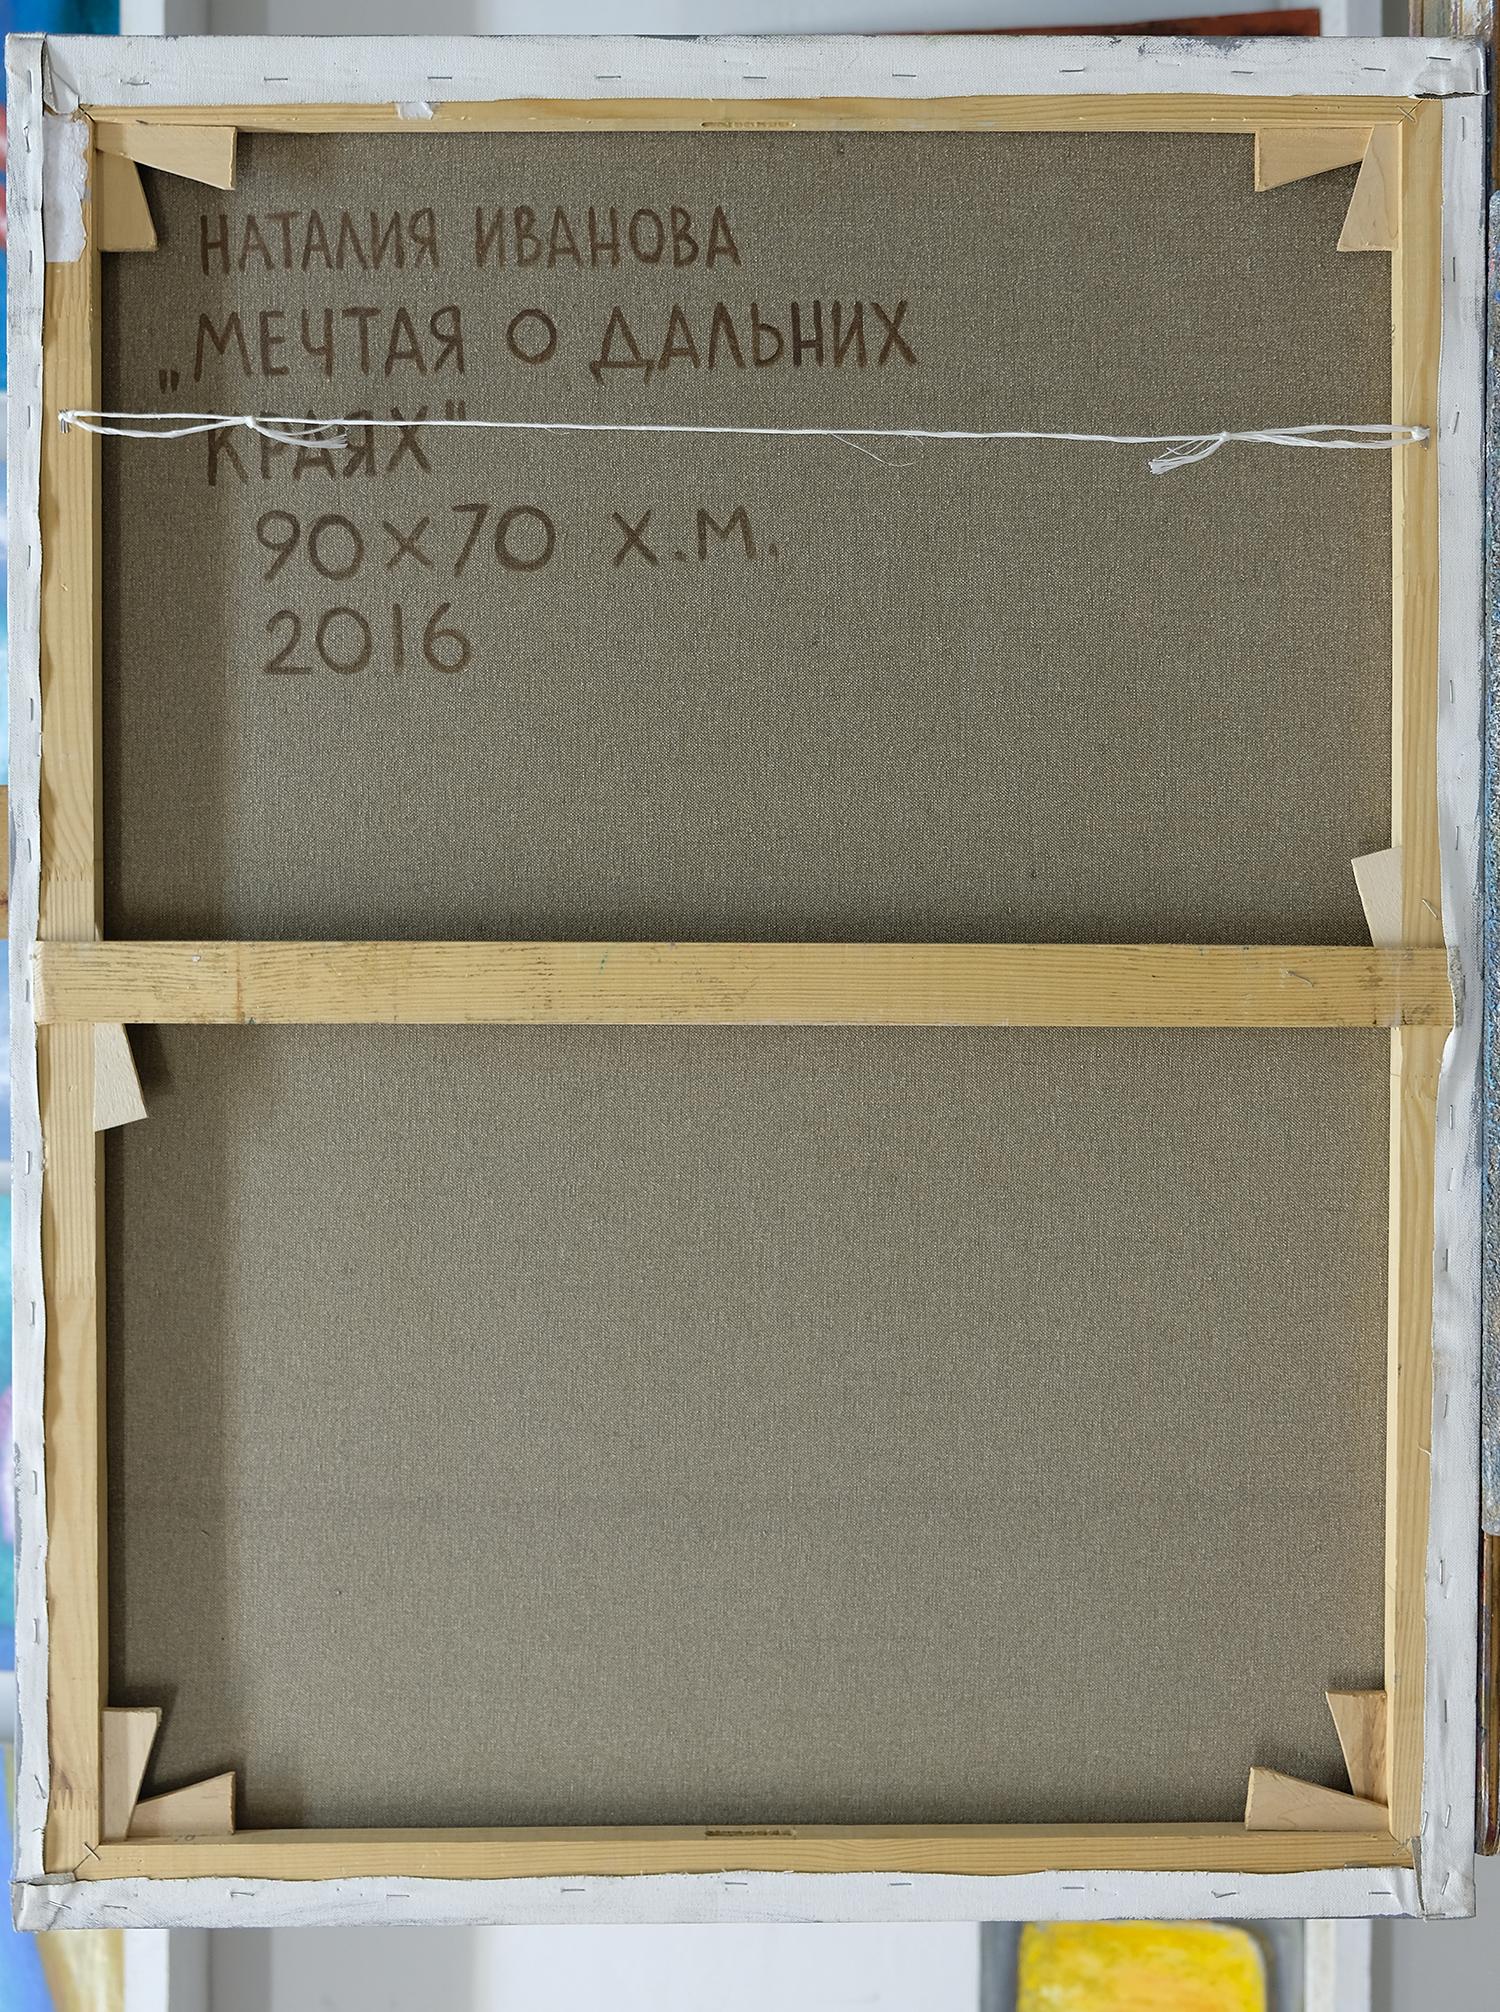 НАТАЛИЯ ИВАНОВА
„МЕЧТАЯ О ДАЛЬНИХ
КРАЯХ"
90×70 х.м.
2016